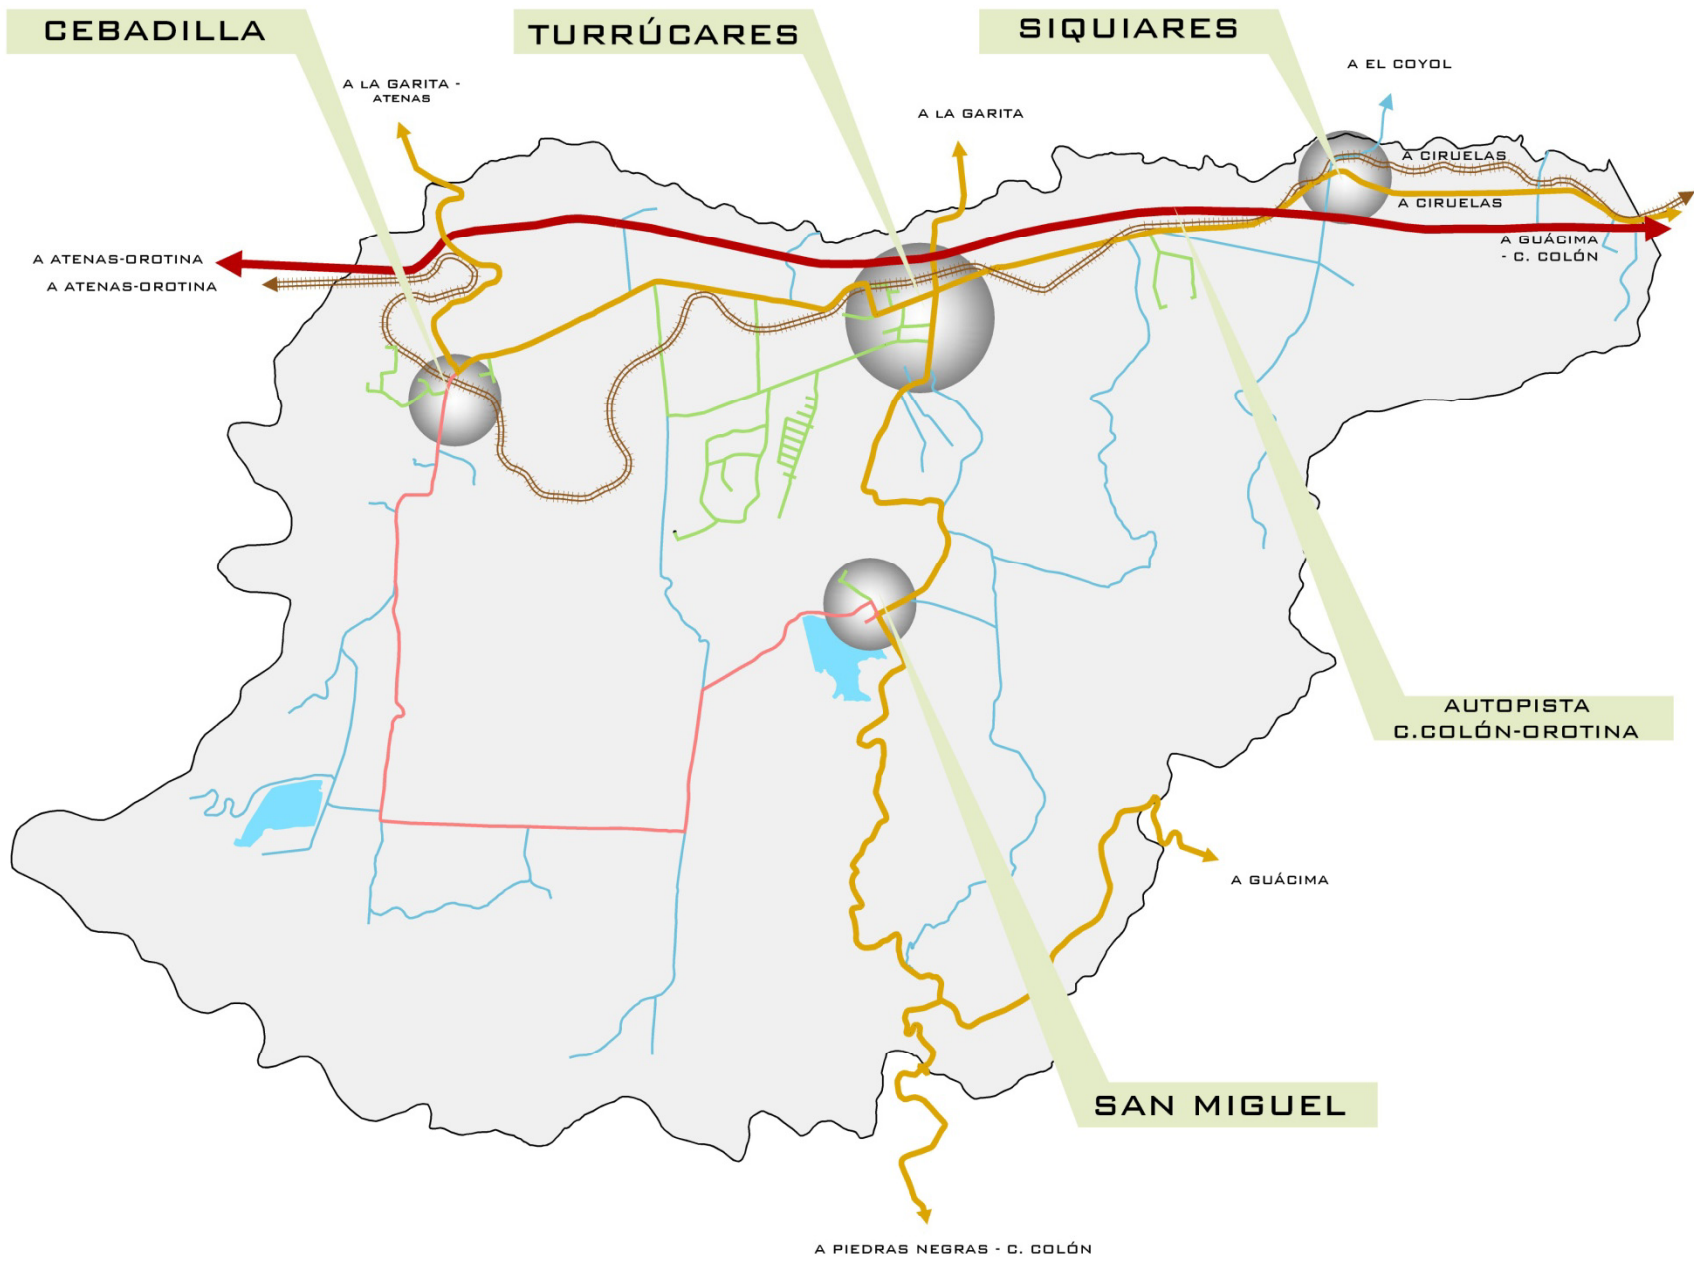 CEBADILLA
TURRÚCARES
SIQUIARES
A EL COYOL
A LA GARITA -
ATENAS
A LA GARITA
A CIRUELAS
A CIRUELAS
A GUÁCIMA
- C. COLÓN
A ATENAS-OROTINA
A ATENAS-OROTINA
AUTOPISTA
C.COLÓN-OROTINA
A GUÁCIMA
SAN MIGUEL
A PIEDRAS NEGRAS - C. COLÓN